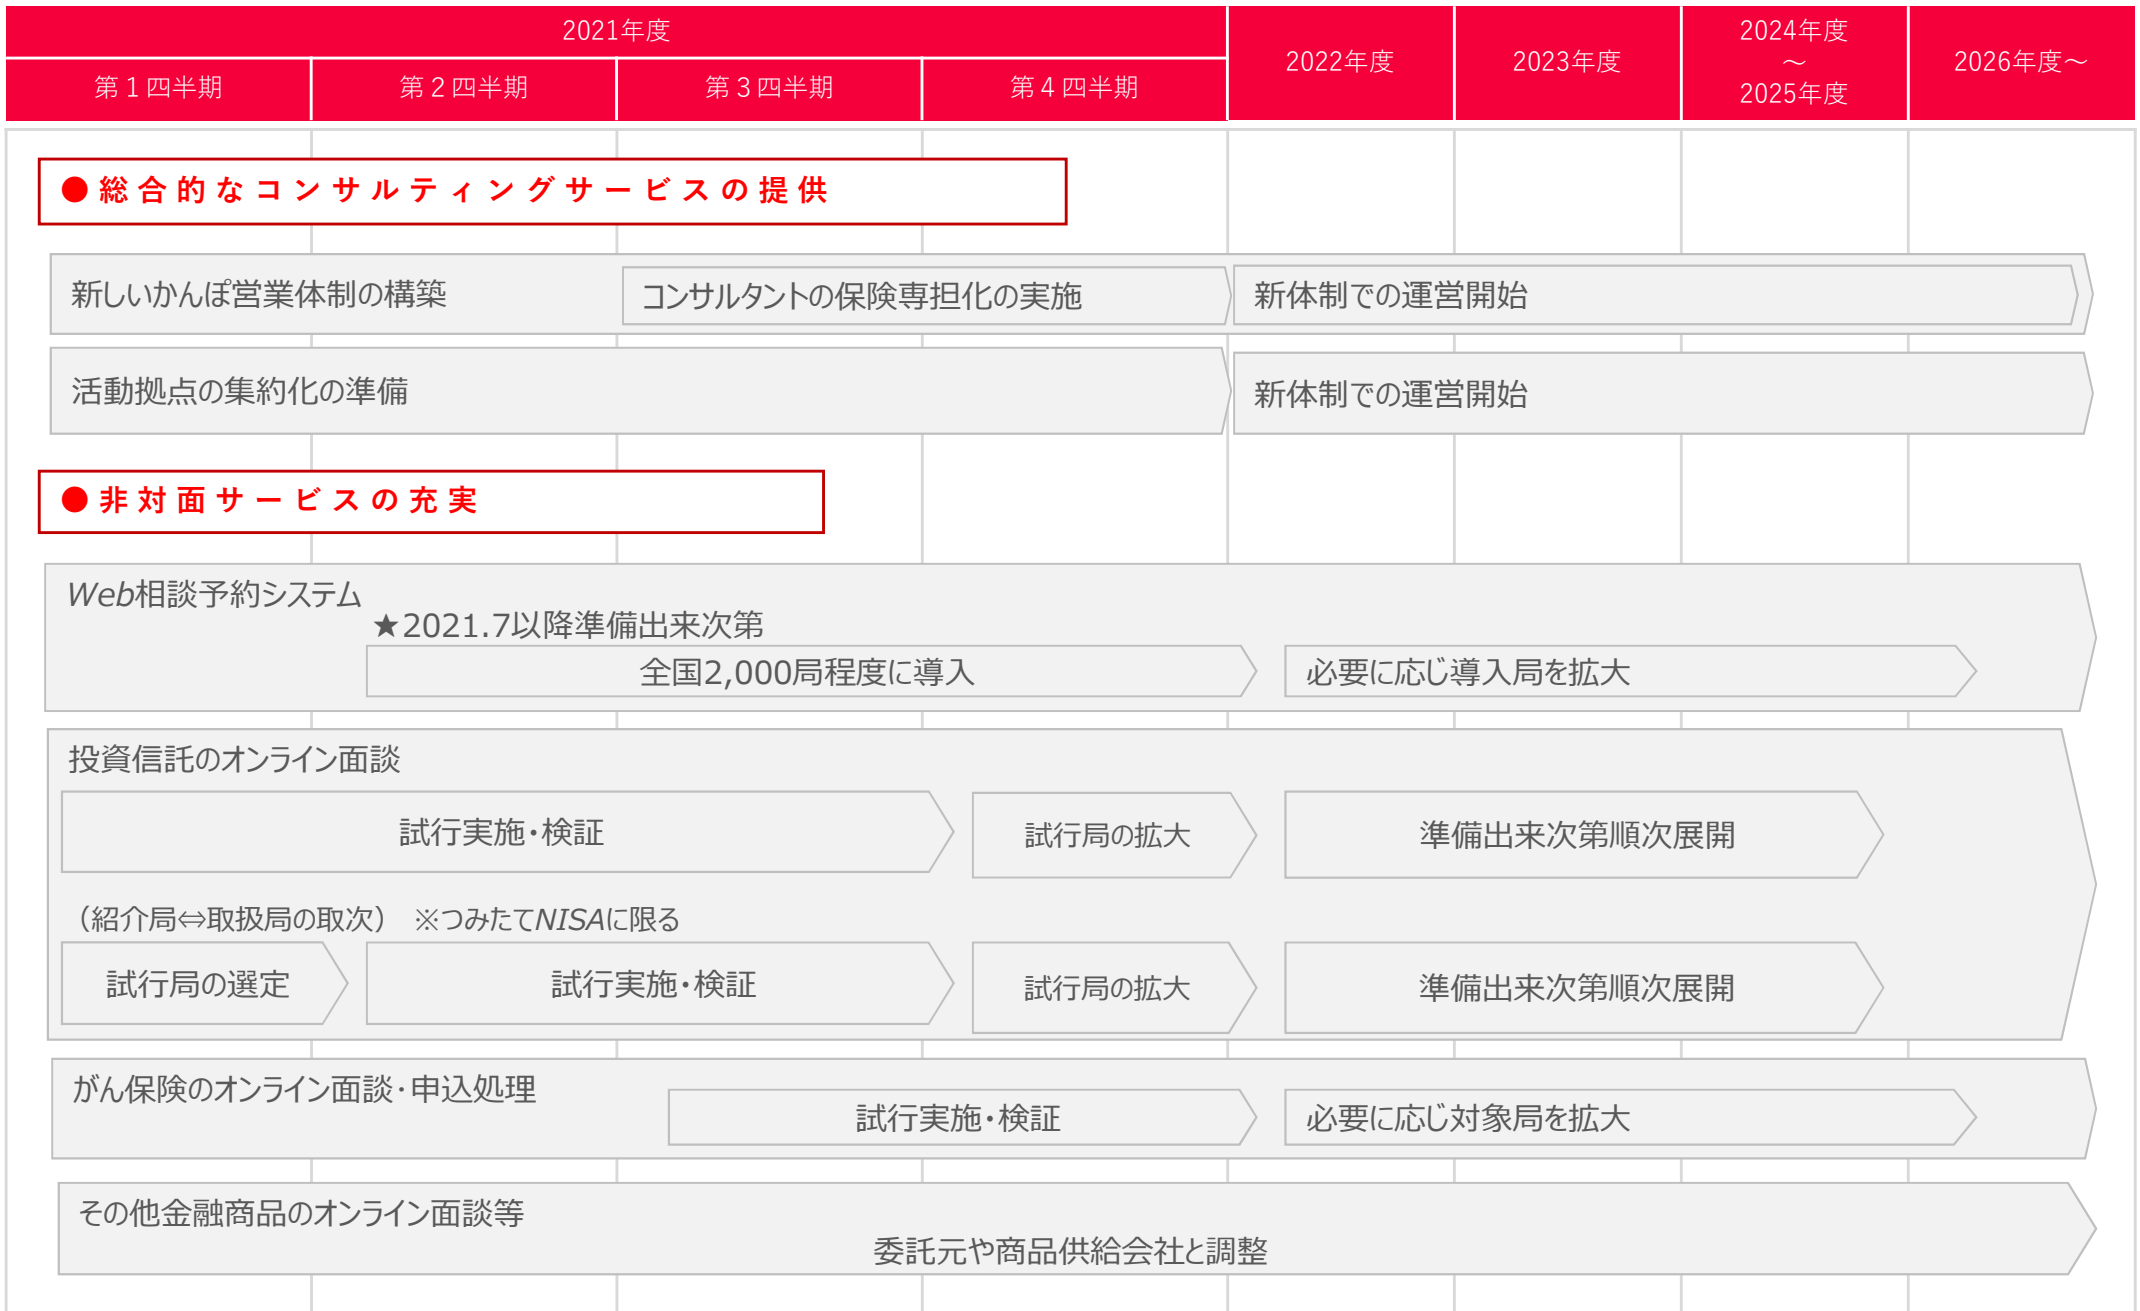 2021年度
第１四半期
第２四半期
第３四半期
第４四半期
2022年度
2023年度
2024年度
～
2025年度
2026年度～
●総合的なコンサルティングサービスの提供
新しいかんぽ営業体制の構築
コンサルタントの保険専担化の実施
新体制での運営開始
活動拠点の集約化の準備
新体制での運営開始
●非対面サービスの充実
Web相談予約システム
★2021.7以降準備出来次第
全国2,000局程度に導入
必要に応じ導入局を拡大
投資信託のオンライン面談
試行実施・検証
試行局の拡大
準備出来次第順次展開
（紹介局⇔取扱局の取次）　※つみたてNISAに限る
試行局の選定
試行実施・検証
試行局の拡大
準備出来次第順次展開
がん保険のオンライン面談・申込処理
試行実施・検証
必要に応じ対象局を拡大
その他金融商品のオンライン面談等
委託元や商品供給会社と調整